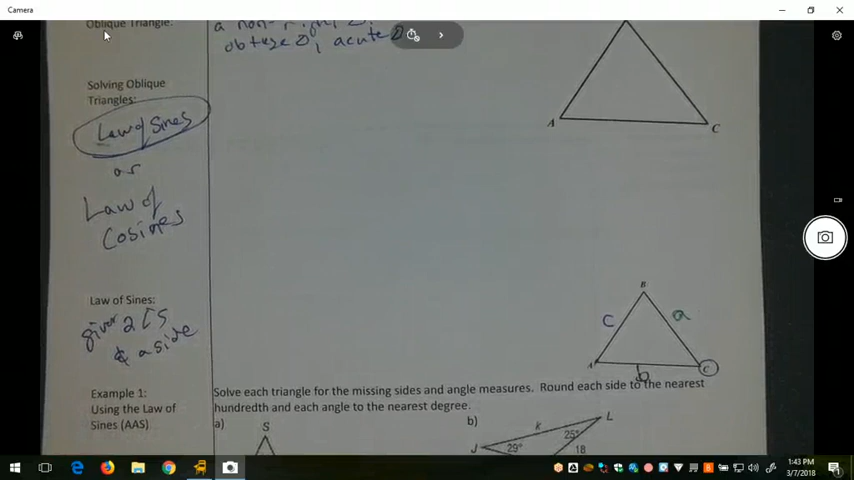 Camera
Oblique Triangle:
a non-right △,
obtuse △, acute △
Solving Oblique
Triangles:
Law of Sines
or
Law of
Cosines
A
C
Law of Sines:
given 2 ∠s
& a side
B
c
a
A
C
b
Example 1:
Using the Law of
Sines (AAS)
Solve each triangle for the missing sides and angle measures. Round each side to the nearest
hundredth and each angle to the nearest degree.
a)
S
b)
k
L
J
29°
25°
18
1:43 PM
3/7/2018